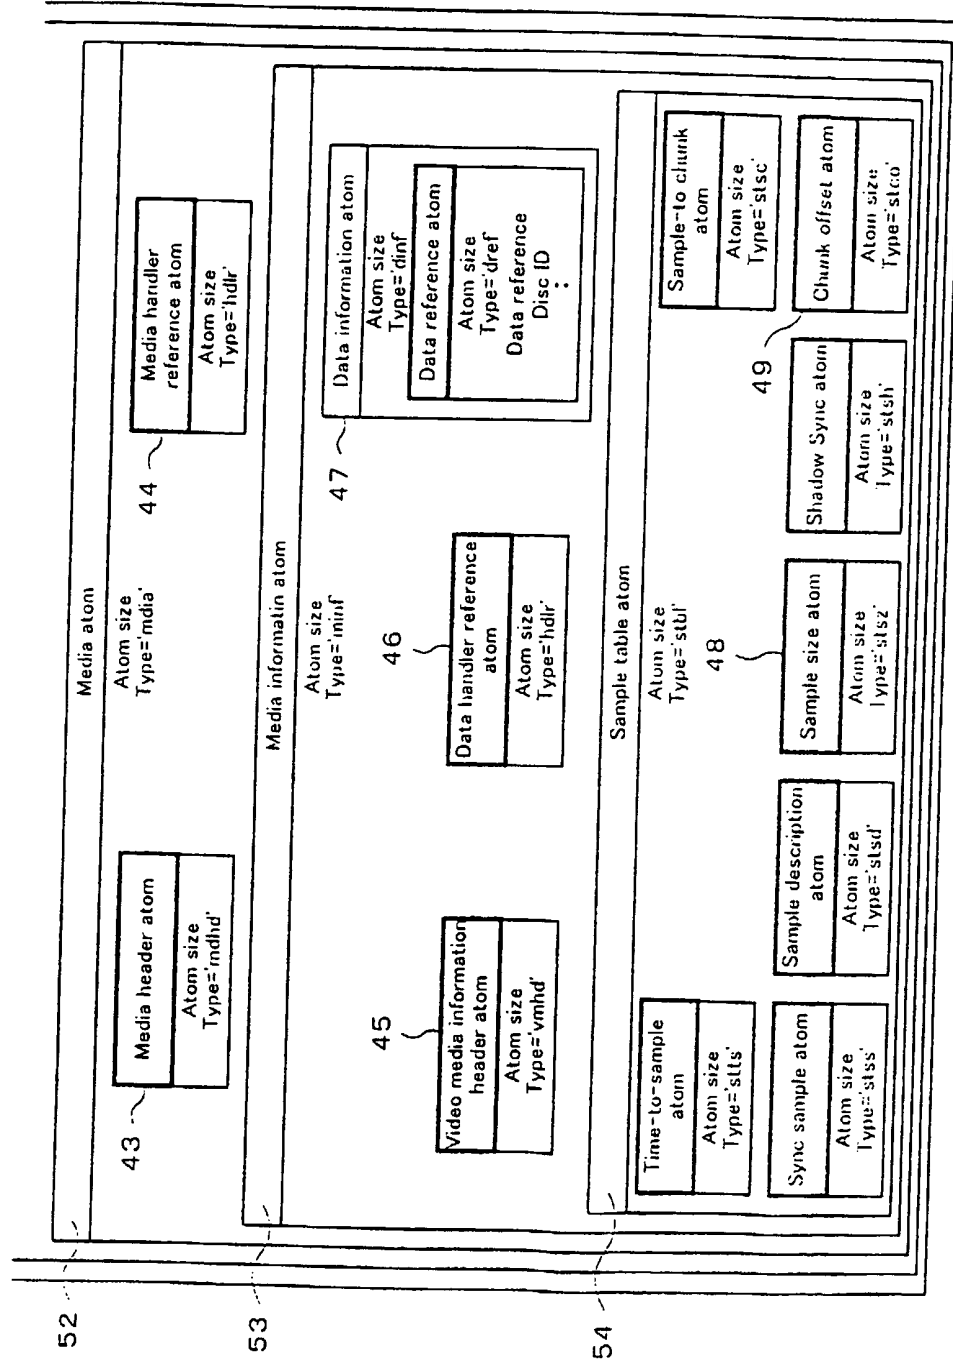 52
Media atom
Atom size
Type='mdia'
43
Media header atom
Atom size
Type='mdhd'
44
Media handler
reference atom
Atom size
Type='hdlr'
53
Media informatin atom
Atom size
Type='minf'
45
Video media information
header atom
Atom size
Type='vmhd'
46
Data handler reference
atom
Atom size
Type='hdlr'
47
Data information atom
Atom size
Type='dinf
Data reference atom
Atom size
Type='dref'
Data reference
Disc ID
54
Sample table atom
Atom size
Type='stbl'
Time-to-sample
atom
Atom size
Type='stts'
Sample-to chunk
atom
Atom size
Type='stsc'
Sync sample atom
Atom size
Type='stss'
Sample description
atom
Atom size
Type='stsd'
48
Sample size atom
Atom size
Type='stsz'
Shadow Sync atom
Atom size
Type='stsh'
49
Chunk offset atom
Atom size
'Type='stco'